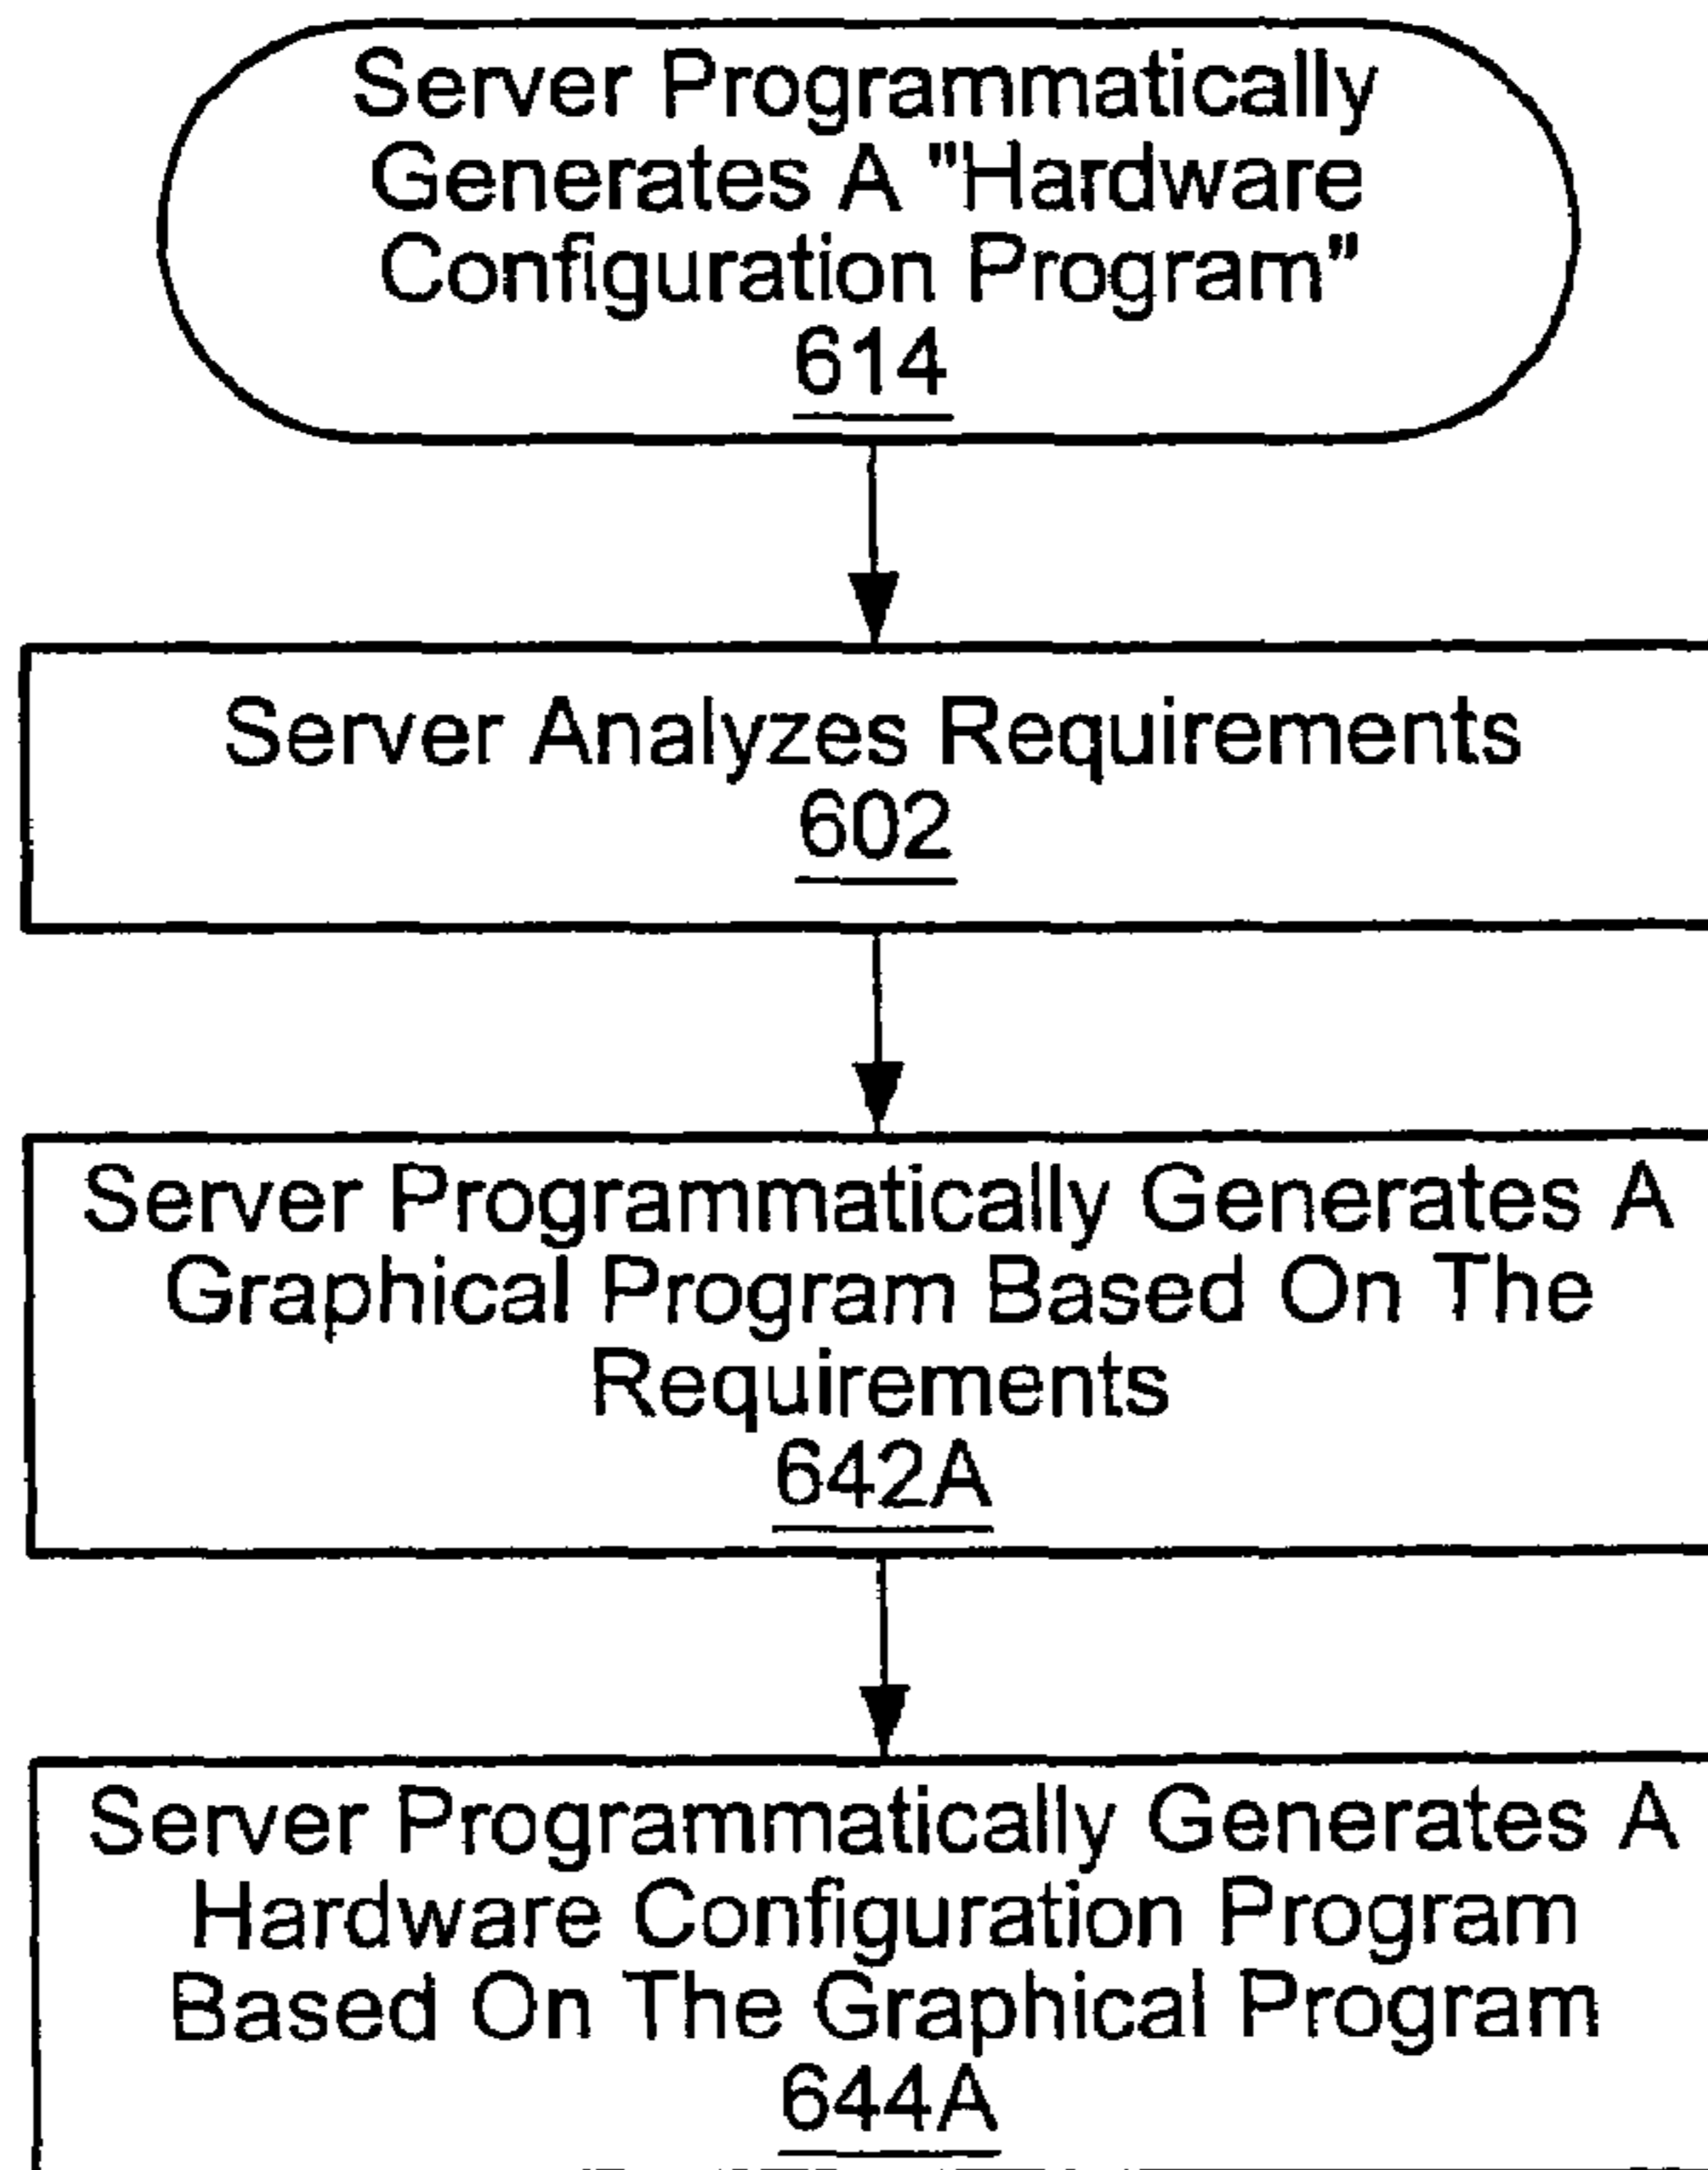 Server Programmatically
Generates A "Hardware
Configuration Program"
614
Server Analyzes Requirements
602
Server Programmatically Generates A
Graphical Program Based On The
Requirements
642A
Server Programmatically Generates A
Hardware Configuration Program
Based On The Graphical Program
644A